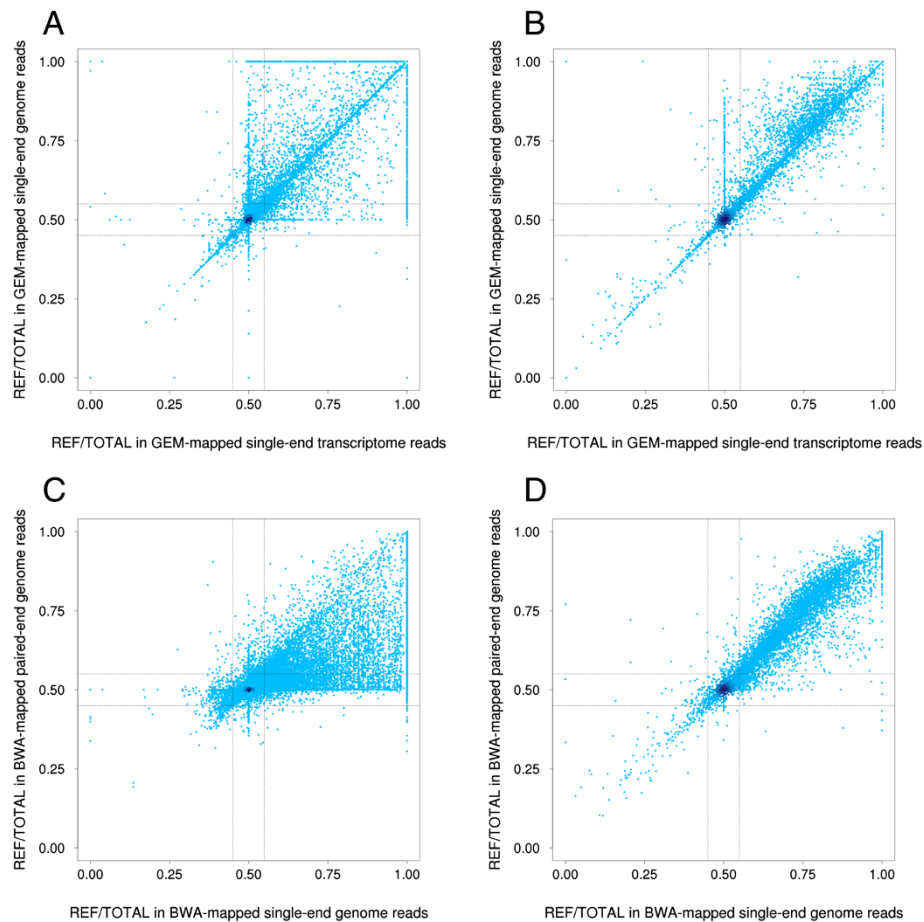 A
B
REF/TOTAL in GEM-mapped single-end genome reads
1.00
0.75
0.50
0.25
0.00
0.00 0.25 0.50 0.75 1.00
REF/TOTAL in GEM-mapped single-end transcriptome reads
REF/TOTAL in GEM-mapped single-end genome reads
1.00
0.75
0.50
0.25
0.00
0.00 0.25 0.50 0.75 1.00
REF/TOTAL in GEM-mapped single-end transcriptome reads
C
D
REF/TOTAL in BWA-mapped paired-end genome reads
1.00
0.75
0.50
0.25
0.00
0.00 0.25 0.50 0.75 1.00
REF/TOTAL in BWA-mapped single-end genome reads
REF/TOTAL in BWA-mapped paired-end genome reads
1.00
0.75
0.50
0.25
0.00
0.00 0.25 0.50 0.75 1.00
REF/TOTAL in BWA-mapped single-end genome reads